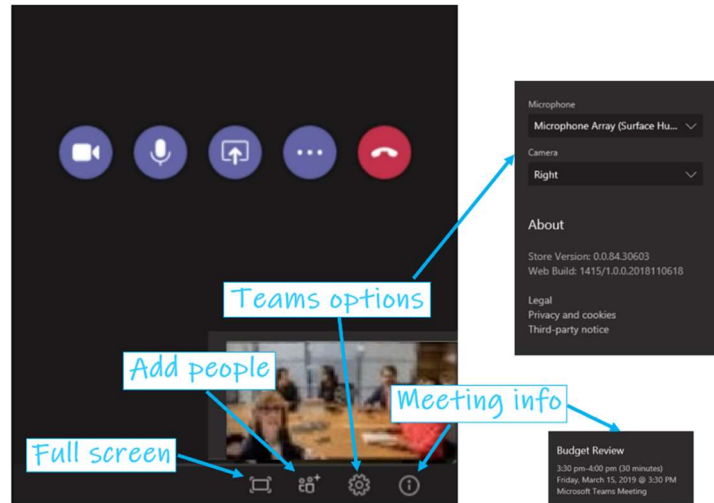 Microphone
Microphone Array (Surface Hu...
Camera
Right
About
Store Version: 0.0.84.30603
Web Build: 1415/1.0.0.2018110618
Legal
Privacy and cookies
Third-party notice
Teams options
Add people
Meeting info
Full screen
Budget Review
3:30 pm-4:00 pm (30 minutes)
Friday, March 15, 2019 @ 3:30 PM
Microsoft Teams Meeting